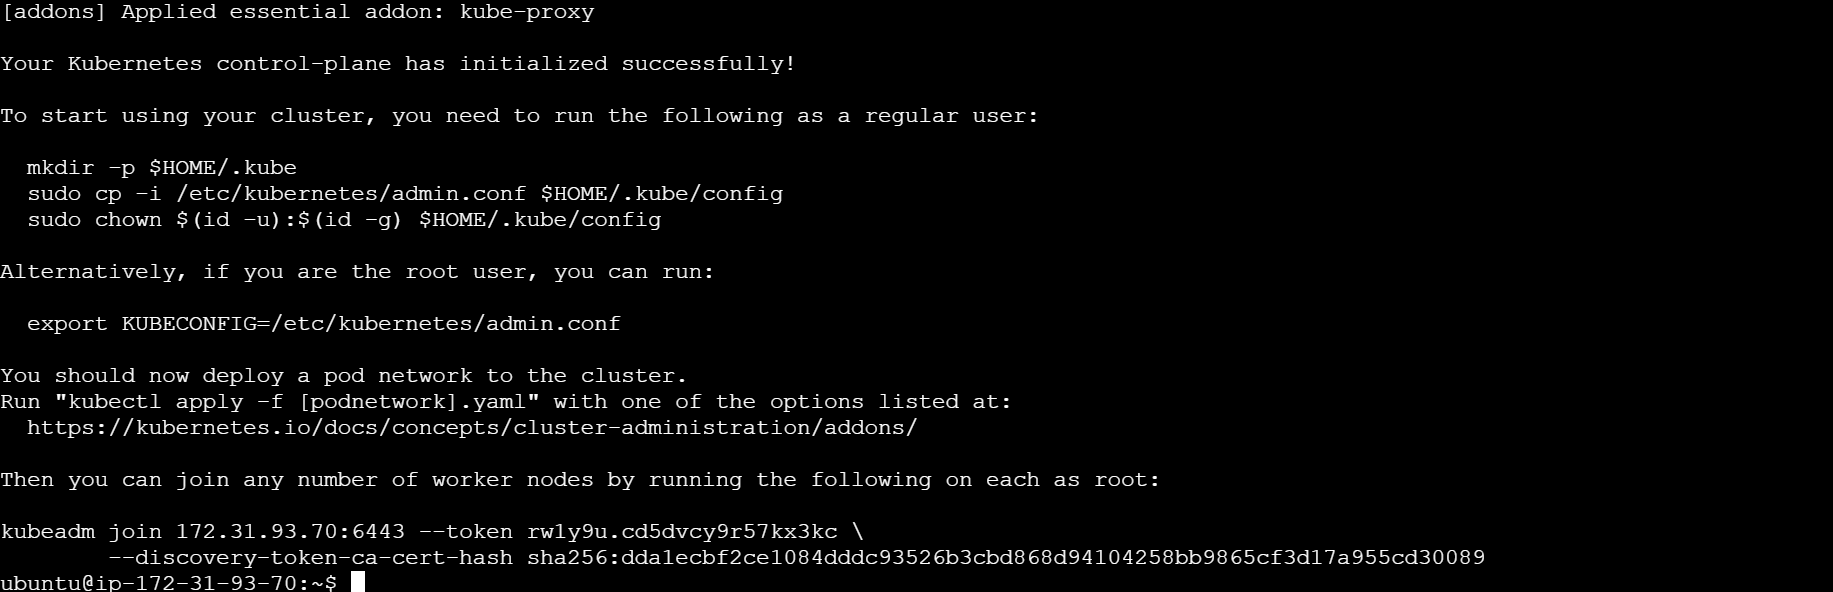 [addons] Applied essential addon: kube-proxy
Your Kubernetes control-plane has initialized successfully!
To start using your cluster, you need to run the following as a regular user:
mkdir -p $HOME/.kube
sudo cp -i /etc/kubernetes/admin.conf $HOME/.kube/config
sudo chown $(id -u):$(id -g) $HOME/.kube/config
Alternatively, if you are the root user, you can run:
export KUBECONFIG=/etc/kubernetes/admin.conf
You should now deploy a pod network to the cluster.
Run "kubectl apply -f [podnetwork].yaml" with one of the options listed at:
https://kubernetes.io/docs/concepts/cluster-administration/addons/
Then you can join any number of worker nodes by running the following on each as root:
kubeadm join 172.31.93.70:6443 --token rw1y9u.cd5dvcy9r57kx3kc \
--discovery-token-ca-cert-hash sha256:dda1ecbf2ce1084dddc93526b3cbd868d94104258bb9865cf3d17a955cd30089
ubuntu@ip-172-31-93-70:~$